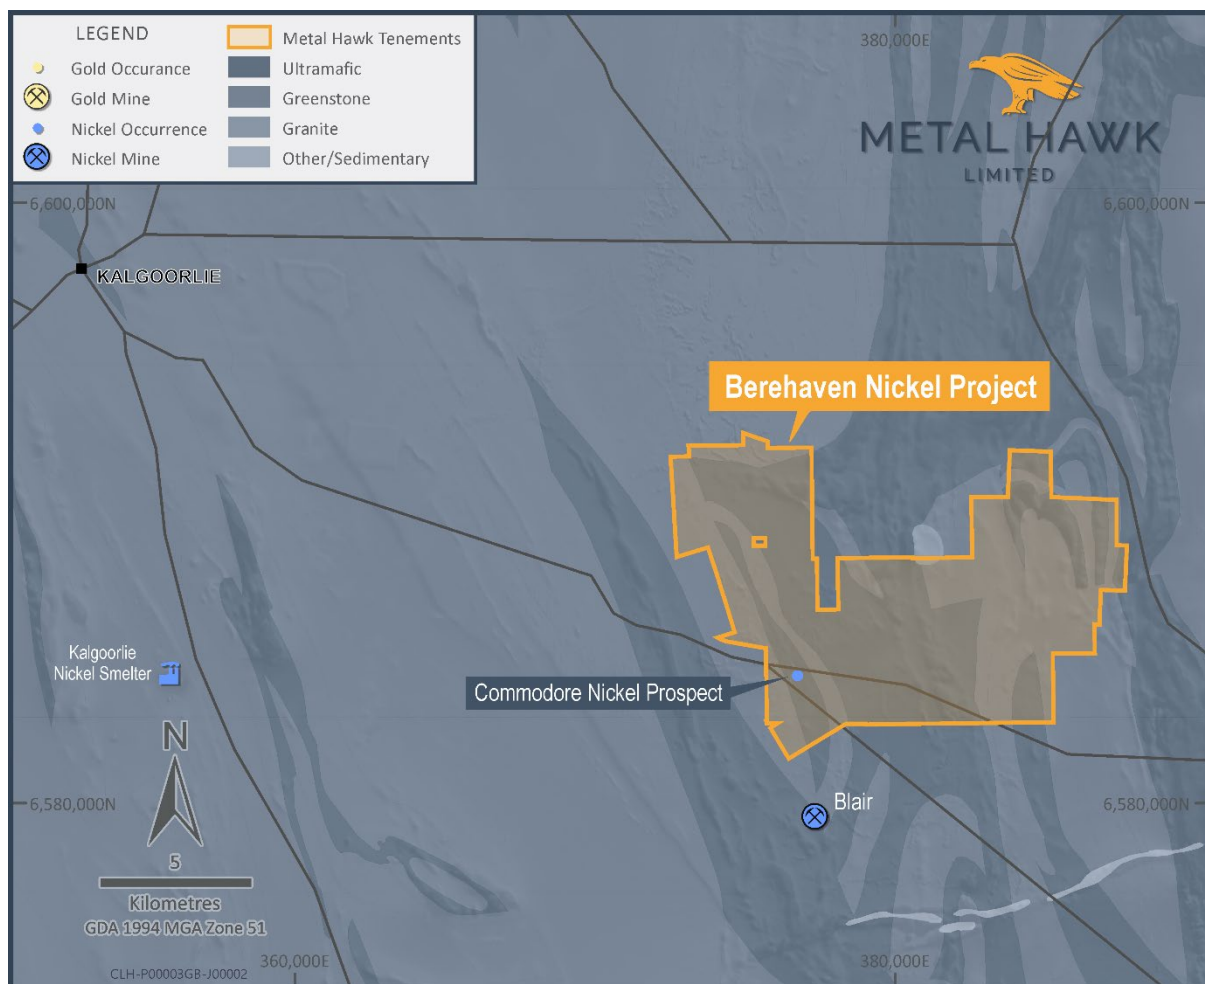 LEGEND
Gold Occurance
Gold Mine
Nickel Occurrence
Nickel Mine
Metal Hawk Tenements
Ultramafic
Greenstone
Granite
Other/Sedimentary
380,000E
METAL HAWK
LIMITED
6,600,000N
6,600,000N
KALGOORLIE
Berehaven Nickel Project
Kalgoorlie
Nickel Smelter
Commodore Nickel Prospect
N
5
Kilometres
GDA 1994 MGA Zone 51
6,580,000N
6,580,000N
Blair
CLH-P00003GB-J00002
360,000E
380,000E